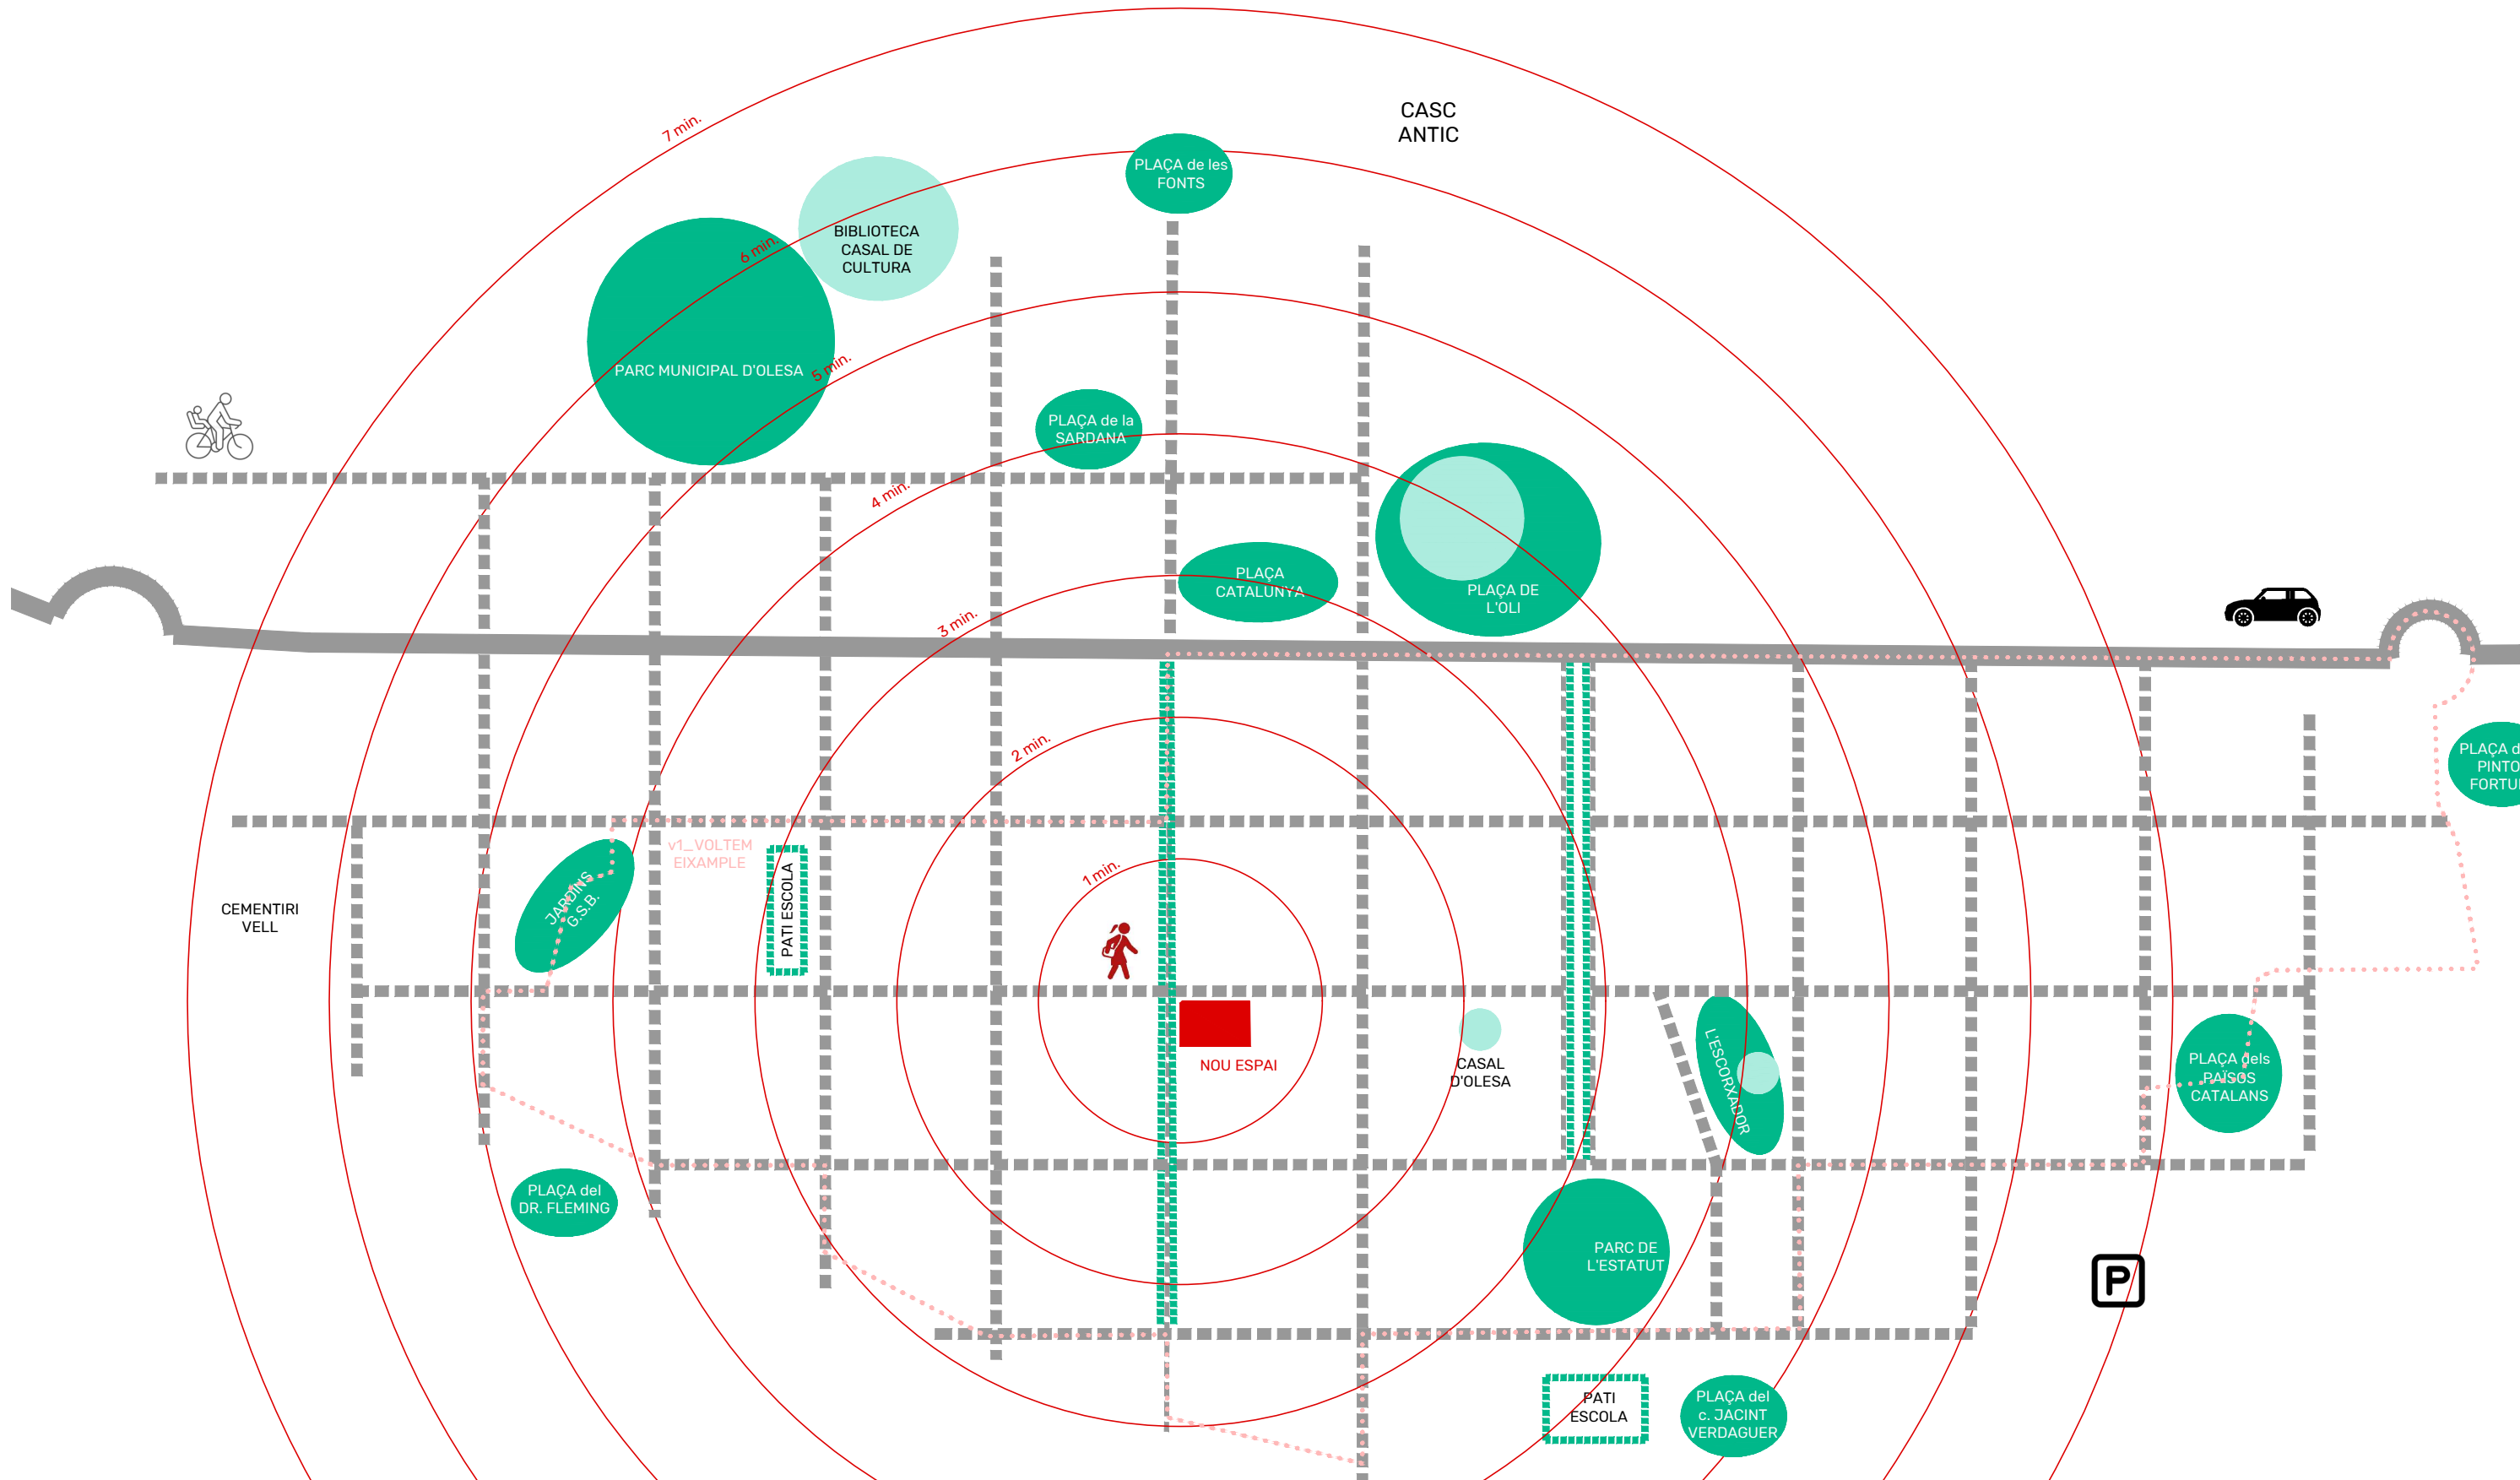 CASC
ANTIC
7 min.
PLAÇA de les
FONTS
BIBLIOTECA
CASAL DE
CULTURA
6 min.
PARC MUNICIPAL D'OLESA
5 min.
PLAÇA de la
SARDANA
4 min.
PLAÇA
CATALUNYA
PLAÇA DE
L'OLI
3 min.
2 min.
PLAÇA d
PINTO
FORTU
v1_VOLTEM
EIXAMPLE
1 min.
JARDINS
G.S.B.
PATI ESCOLA
CEMENTIRI
VELL
NOU ESPAI
CASAL
D'OLESA
L'ESCORXADOR
PLAÇA dels
PAÏSOS
CATALANS
PLAÇA del
DR. FLEMING
PARC DE
L'ESTATUT
P
PATI
ESCOLA
PLAÇA del
c. JACINT
VERDAGUER